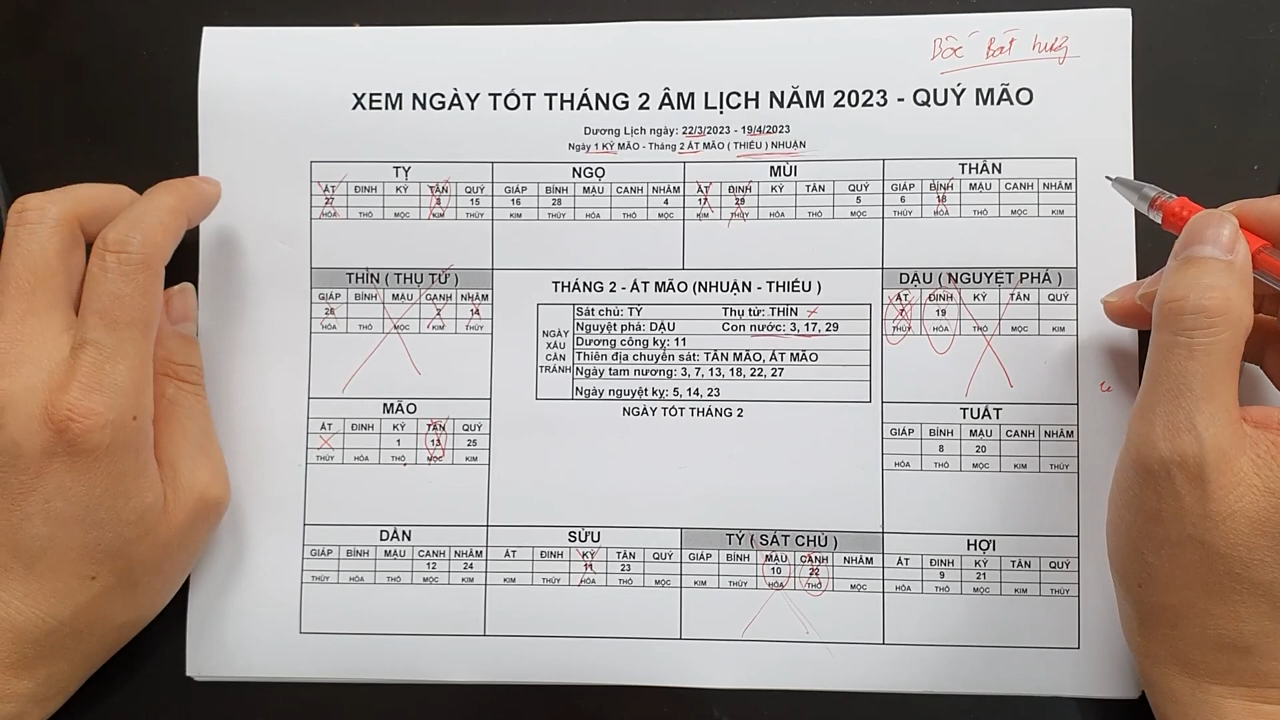 Bốc Bát hương
XEM NGÀY TỐT THÁNG 2 ÂM LỊCH NĂM 2023 - QUÝ MÃO
Dương Lịch ngày: 22/3/2023 - 19/4/2023
Ngày 1 KỶ MÃO - Tháng 2 ẤT MÃO ( THIẾU ) NHUẬN
TỴ
ẤT ĐINH KỶ TÂN QUÝ
27 3 15
HỎA THỔ MỘC KIM THỦY
NGỌ
GIÁP BÍNH MẬU CANH NHÂM
16 28 4
KIM THỦY HỎA THỔ MỘC
MÙI
ẤT ĐINH KỶ TÂN QUÝ
17 29 5
KIM THỦY HỎA THỔ MỘC
THÂN
GIÁP BÍNH MẬU CANH NHÂM
6 18
THỦY HỎA THỔ MỘC KIM
THÌN ( THỤ TỬ )
GIÁP BÍNH MẬU CANH NHÂM
26 2 14
HỎA THỔ MỘC KIM THỦY
THÁNG 2 - ẤT MÃO (NHUẬN - THIẾU )
NGÀY XẤU CẦN TRÁNH
Sát chủ: TÝ Thụ tử: THÌN
Nguyệt phá: DẬU Con nước: 3, 17, 29
Dương công kỵ: 11
Thiên địa chuyển sát: TÂN MÃO, ẤT MÃO
Ngày tam nương: 3, 7, 13, 18, 22, 27
Ngày nguyệt kỵ: 5, 14, 23
NGÀY TỐT THÁNG 2
DẬU ( NGUYỆT PHÁ )
ẤT ĐINH KỶ TÂN QUÝ
7 19
THỦY HỎA THỔ MỘC KIM
MÃO
ẤT ĐINH KỶ TÂN QUÝ
1 13 25
THỦY HỎA THỔ MỘC KIM
TUẤT
GIÁP BÍNH MẬU CANH NHÂM
8 20
HỎA THỔ MỘC KIM THỦY
DẦN
GIÁP BÍNH MẬU CANH NHÂM
12 24
THỦY HỎA THỔ MỘC KIM
SỬU
ẤT ĐINH KỶ TÂN QUÝ
11 23
KIM THỦY HỎA THỔ MỘC
TÝ ( SÁT CHỦ )
GIÁP BÍNH MẬU CANH NHÂM
10 22
KIM THỦY HỎA THỔ MỘC
HỢI
ẤT ĐINH KỶ TÂN QUÝ
9 21
HỎA THỔ MỘC KIM THỦY